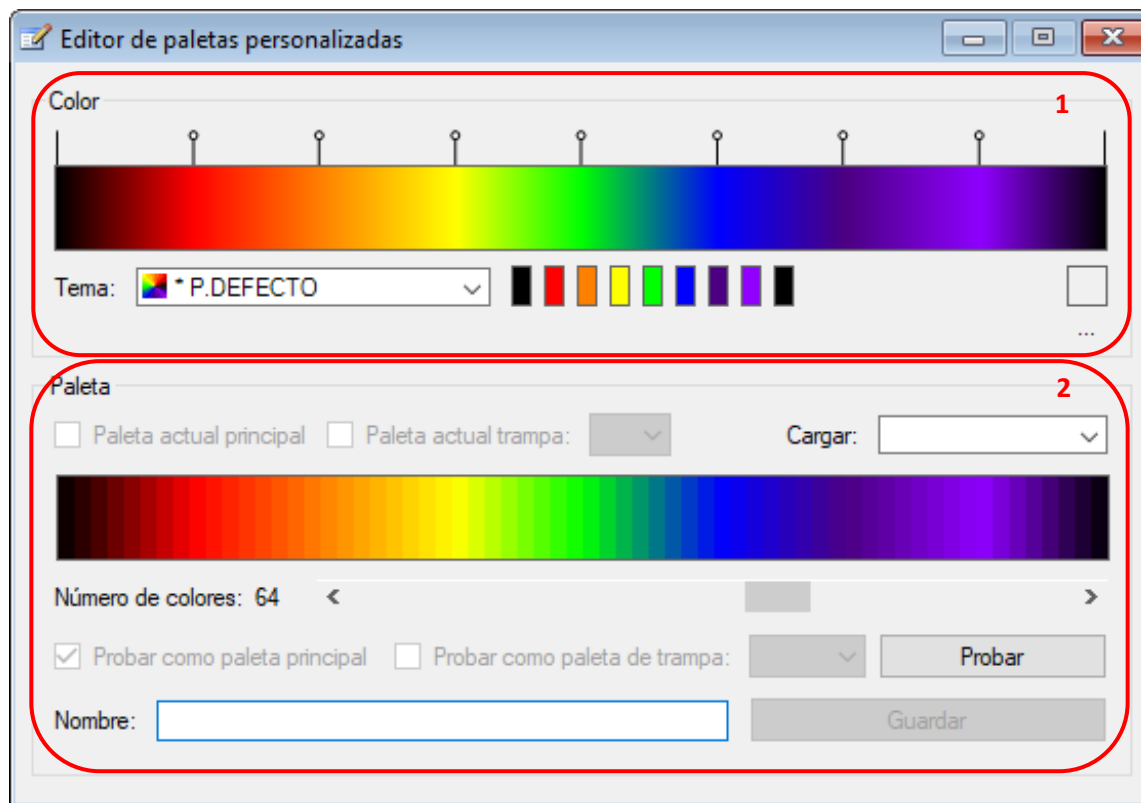 Editor de paletas personalizadas
Color
1
Tema: * P.DEFECTO
...
Paleta
2
Paleta actual principal Paleta actual trampa: Cargar:
Número de colores: 64
Probar como paleta principal Probar como paleta de trampa: Probar
Nombre: Guardar